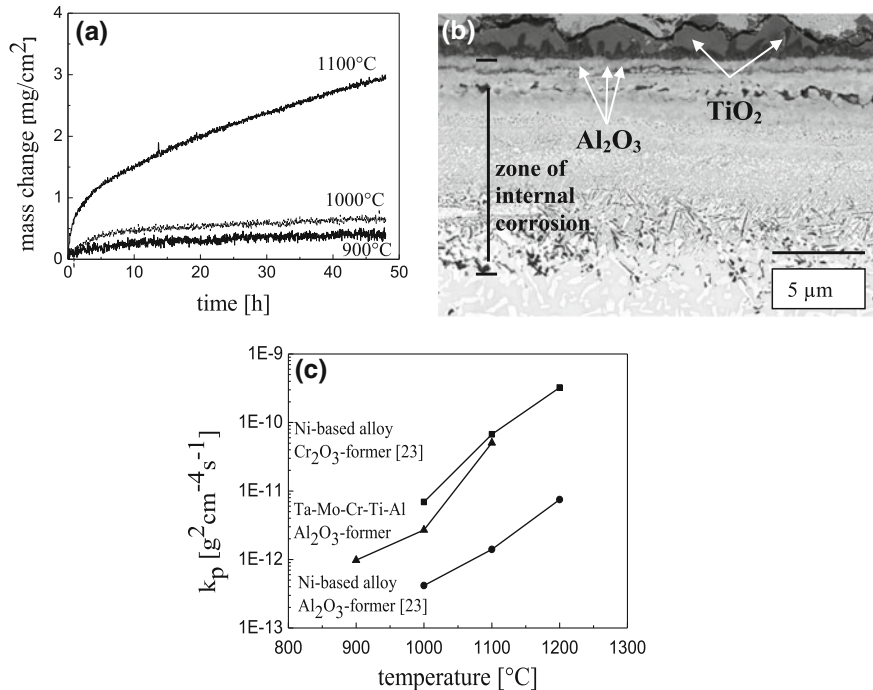 (a)
mass change [mg/cm²]
4
3
2
1
0
1100°C
1000°C
900°C
0
10
20
30
40
50
time [h]
(b)
Al₂O₃
TiO₂
zone of
internal
corrosion
5 µm
(c)
kₚ [g²cm⁻⁴s⁻¹]
1E-9
1E-10
1E-11
1E-12
1E-13
Ni-based alloy
Cr₂O₃-former [23]
Ta-Mo-Cr-Ti-Al
Al₂O₃-former
Ni-based alloy
Al₂O₃-former [23]
800
900
1000
1100
1200
1300
temperature [°C]